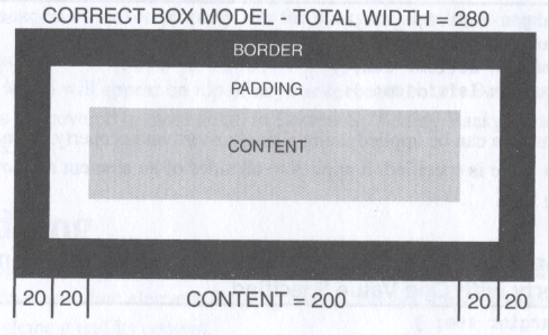 CORRECT BOX MODEL - TOTAL WIDTH = 280
BORDER
PADDING
CONTENT
20 20 CONTENT = 200 20 20